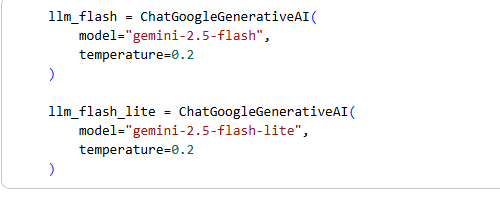 llm_flash = ChatGoogleGenerativeAI(
    model="gemini-2.5-flash",
    temperature=0.2
)
llm_flash_lite = ChatGoogleGenerativeAI(
    model="gemini-2.5-flash-lite",
    temperature=0.2
)